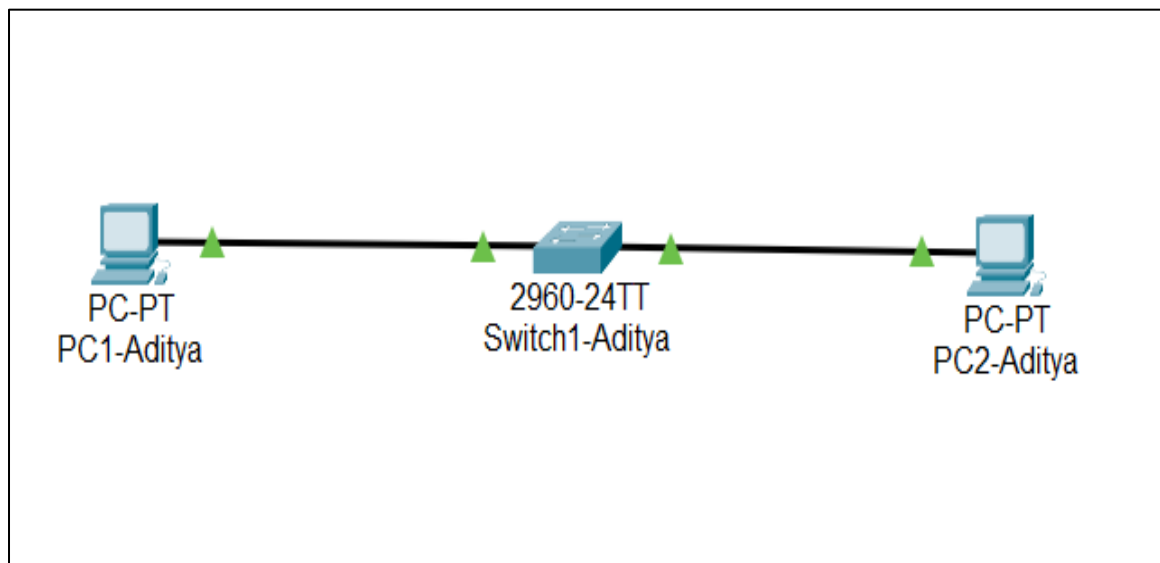 PC-PT
PC1-Aditya
2960-24TT
Switch1-Aditya
PC-PT
PC2-Aditya